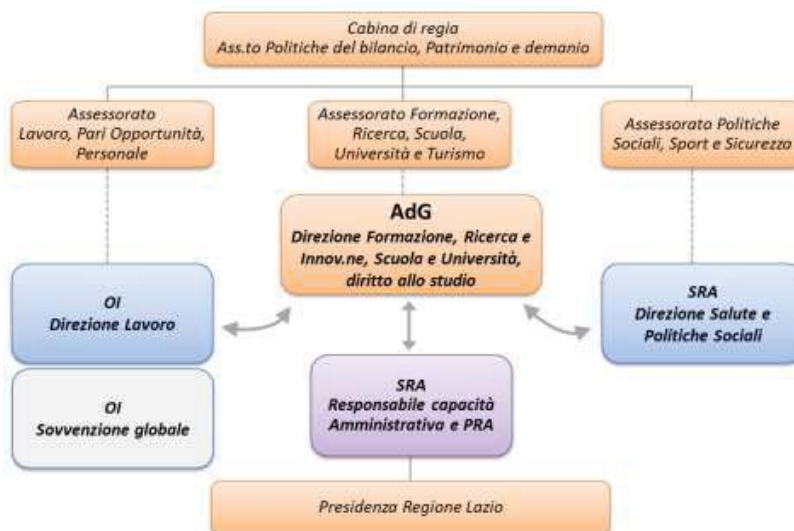 Cabina di regia
Ass.to Politiche del bilancio, Patrimonio e demanio
Assessorato
Lavoro, Pari Opportunità,
Personale
Assessorato Formazione,
Ricerca, Scuola,
Università e Turismo
Assessorato Politiche
Sociali, Sport e Sicurezza
AdG
Direzione Formazione, Ricerca e
Innov.ne, Scuola e Università,
diritto allo studio
OI
Direzione Lavoro
SRA
Direzione Salute e
Politiche Sociali
OI
Sovvenzione globale
SRA
Responsabile capacità
Amministrativa e PRA
Presidenza Regione Lazio